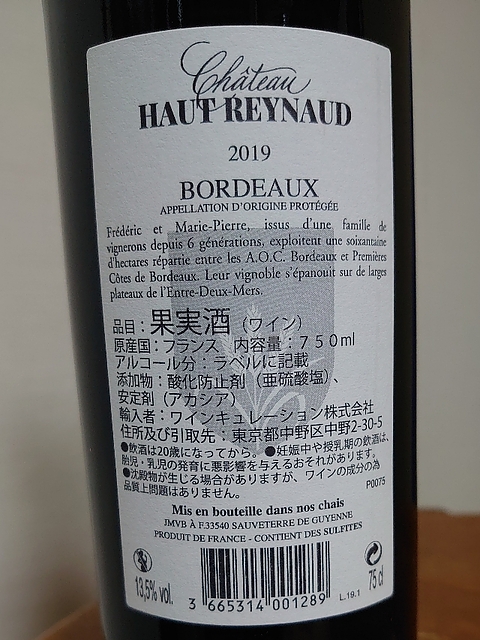 Château
HAUT REYNAUD
2019
BORDEAUX
APPELLATION D'ORIGINE PROTÉGÉE
Frédéric et Marie-Pierre, issus d'une famille de
vignerons depuis 6 générations, exploitent une soixantaine
d'hectares répartie entre les A.O.C. Bordeaux et Premières
Côtes de Bordeaux. Leur vignoble s'épanouit sur de larges
plateaux de l'Entre-Deux-Mers.
品目：果実酒（ワイン）
原産国：フランス 内容量：７５０ml
アルコール分：ラベルに記載
添加物：酸化防止剤（亜硫酸塩）、
安定剤（アカシア）
輸入者：ワインキュレーション株式会社
住所及び引取先：東京都中野区中野2-30-5
●飲酒は20歳になってから。●妊娠中や授乳期の飲酒は、
胎児・乳児の発育に悪影響を与えるおそれがあります。
●沈殿物が生じる場合がありますが、ワインの成分の為
品質上問題はありません。
P0075
Mis en bouteille dans nos chais
JMVB À F.33540 SAUVETERRE DE GUYENNE
PRODUIT DE FRANCE - CONTIENT DES SULFITES
13,5% vol.
3 665314 001289
L.19.1
75 cl